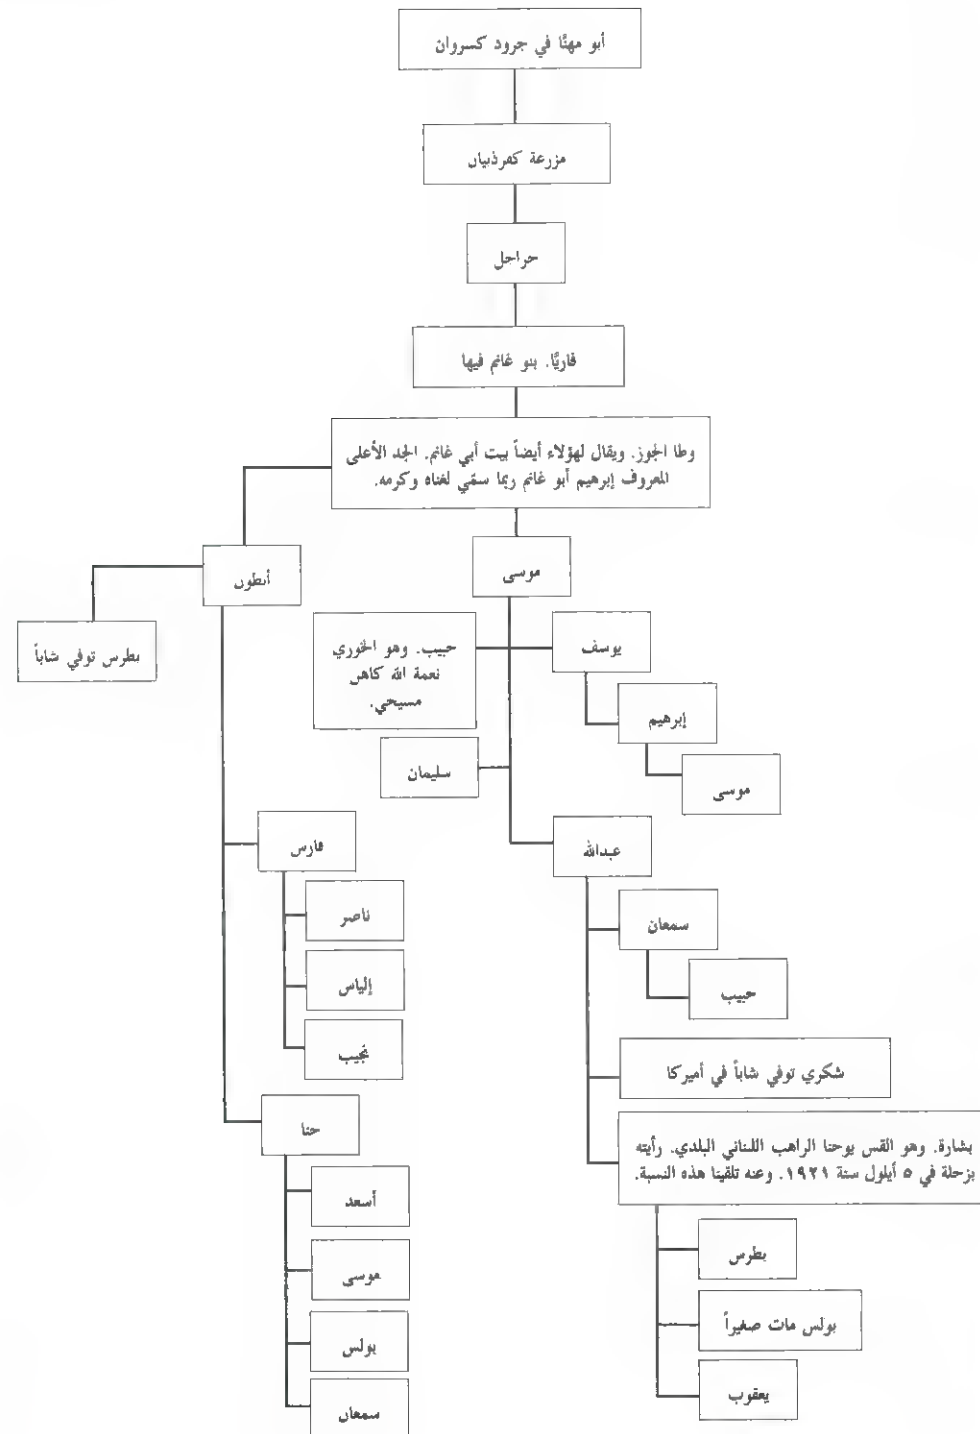 أبو مهنّا في جرود كسروان
مزرعة كفرذبيان
حراجل
فاريّا. بنو غانم فيها
وطا الجوز. ويقال لهؤلاء أيضاً بيت أبي غانم. الجد الأعلى
المعروف إبرهيم أبو غانم ربما سمّي لغناه وكرمه.
موسى
أنطون
بطرس توفي شاباً
حبيب. وهو الخوري
نعمة الله كاهن
مسيحي.
يوسف
إبرهيم
موسى
سليمان
عبدالله
فارس
ناصر
إلياس
نجيب
سمعان
حبيب
شكري توفي شاباً في أميركا
بشارة. وهو القس يوحنا الراهب اللبناني البلدي. رأيته
بزحلة في ٥ أيلول سنة ١٩٢١. وعنه تلقينا هذه النسبة.
حنا
أسعد
موسى
بولس
سمعان
بطرس
بولس مات صغيراً
يعقوب